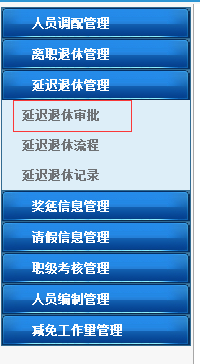 人员调配管理
离职退休管理
延迟退休管理
延迟退休审批
延迟退休流程
延迟退休记录
奖惩信息管理
请假信息管理
职级考核管理
人员编制管理
减免工作量管理